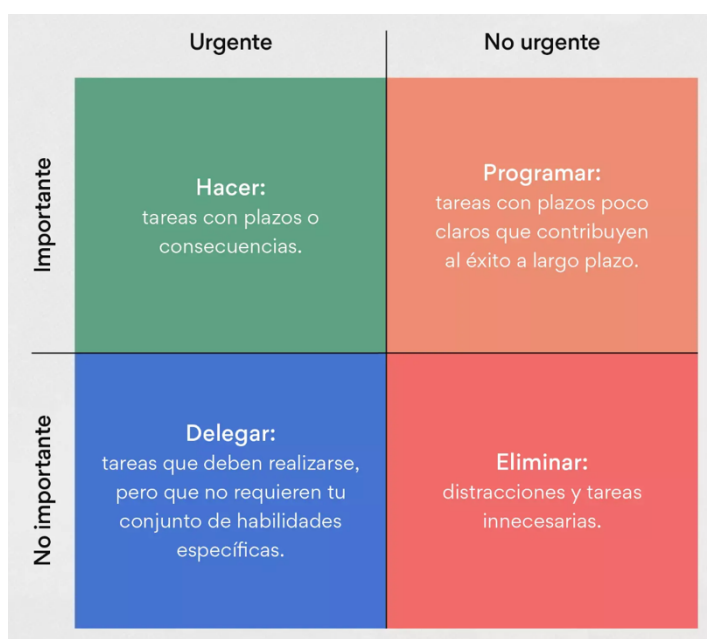 Urgente
No urgente
Importante
Hacer:
tareas con plazos o
consecuencias.
Programar:
tareas con plazos poco
claros que contribuyen
al éxito a largo plazo.
No importante
Delegar:
tareas que deben realizarse,
pero que no requieren tu
conjunto de habilidades
específicas.
Eliminar:
distracciones y tareas
innecesarias.